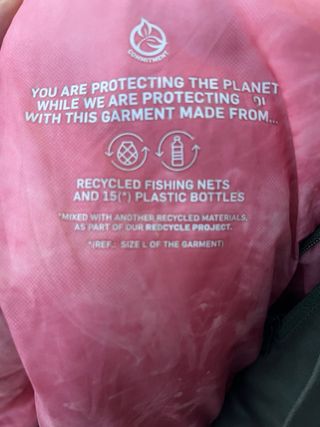 COMMITMENT
YOU ARE PROTECTING THE PLANET
WHILE WE ARE PROTECTING
WITH THIS GARMENT MADE FROM...
RECYCLED FISHING NETS
AND 15(*) PLASTIC BOTTLES
*MIXED WITH ANOTHER RECYCLED MATERIALS,
AS PART OF OUR REDCYCLE PROJECT.
*(REF.: SIZE L OF THE GARMENT)